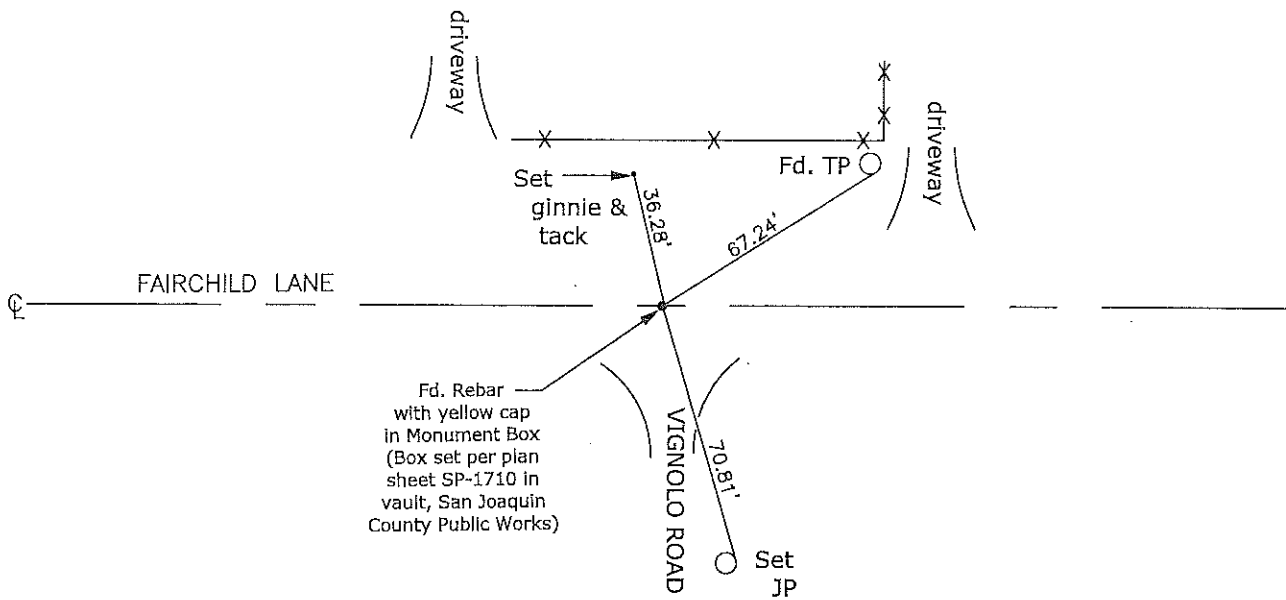 driveway
driveway
Fd. TP
Set
ginnie &
tack
36.28'
67.24'
FAIRCHILD LANE
℄
Fd. Rebar
with yellow cap
in Monument Box
(Box set per plan
sheet SP-1710 in
vault, San Joaquin
County Public Works)
VIGNOLO ROAD
70.81'
Set
JP